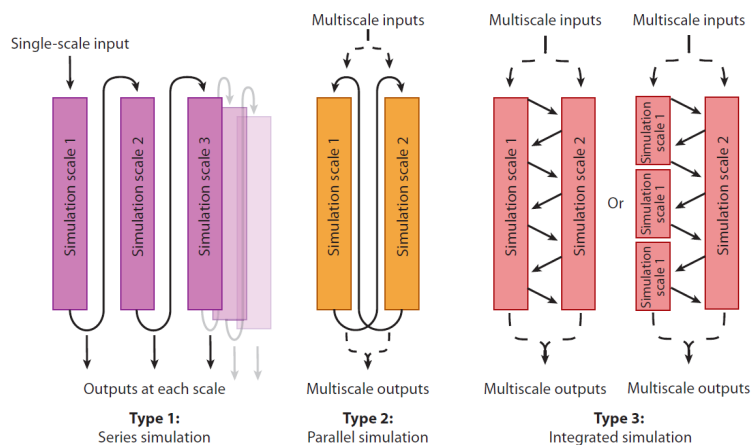 Single-scale input
Simulation scale 1
Simulation scale 2
Simulation scale 3
Outputs at each scale
Type 1:
Series simulation
Multiscale inputs
Simulation scale 1
Simulation scale 2
Multiscale outputs
Type 2:
Parallel simulation
Multiscale inputs
Simulation scale 1
Simulation scale 2
Multiscale outputs
Or
Multiscale inputs
Simulation
scale 1
Simulation
scale 1
Simulation
scale 1
Simulation scale 2
Multiscale outputs
Type 3:
Integrated simulation